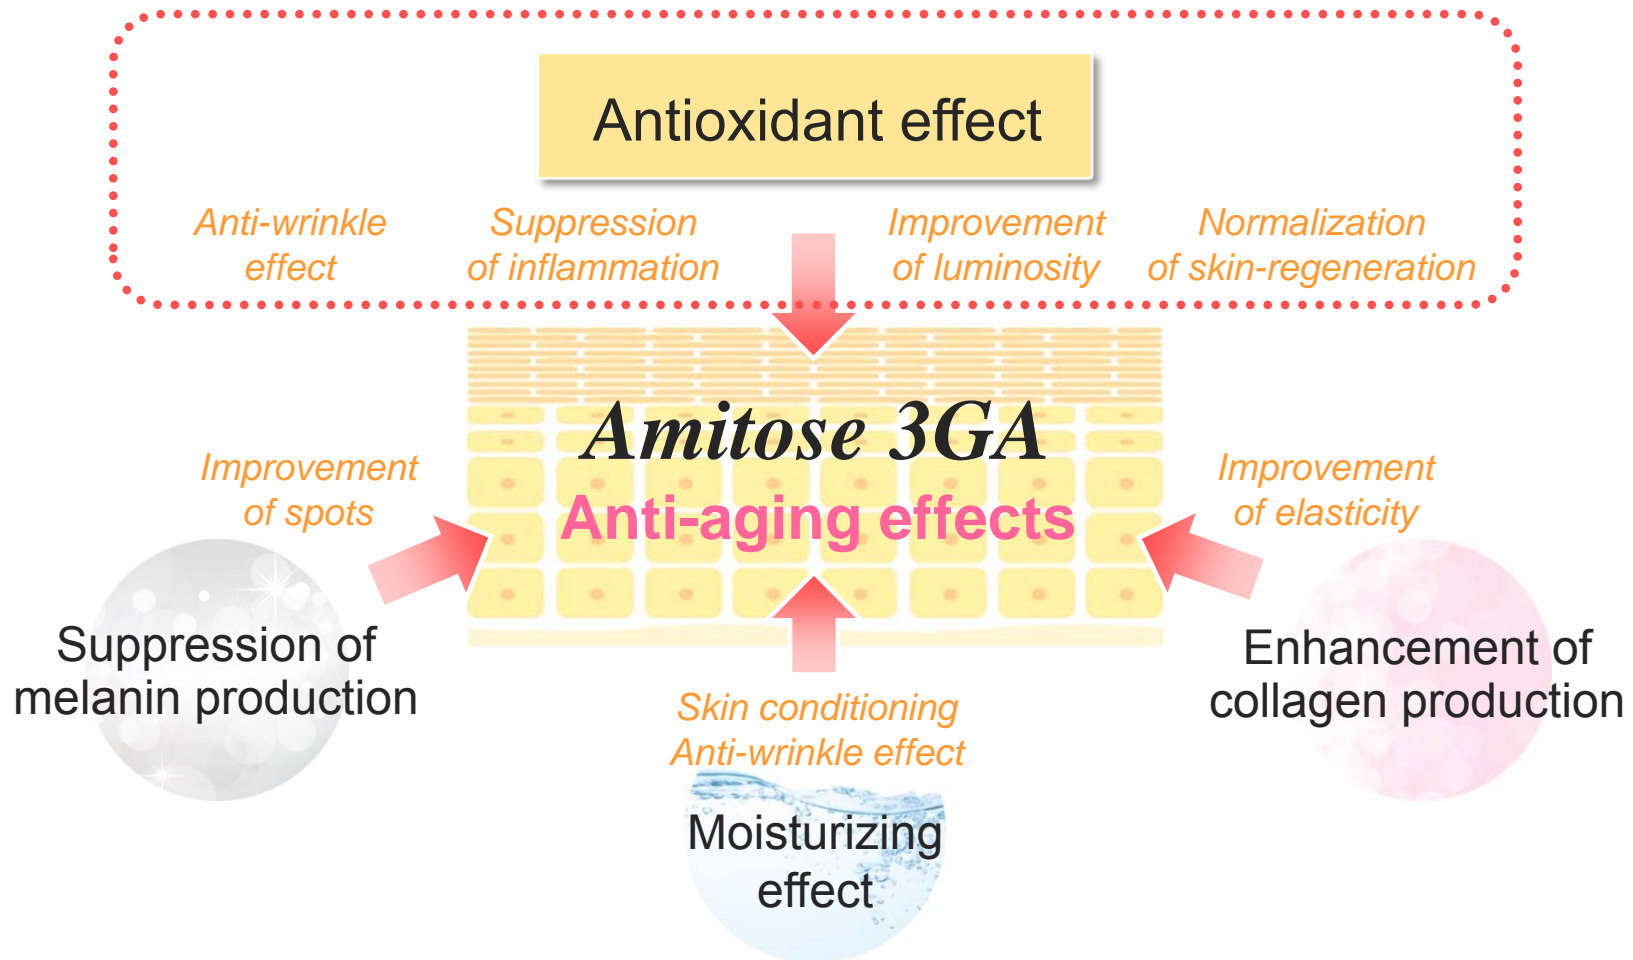 Antioxidant effect
Anti-wrinkle
effect
Suppression
of inflammation
Improvement
of luminosity
Normalization
of skin-regeneration
Amitose 3GA
Anti-aging effects
Improvement
of spots
Suppression of
melanin production
Improvement
of elasticity
Enhancement of
collagen production
Skin conditioning
Anti-wrinkle effect
Moisturizing
effect